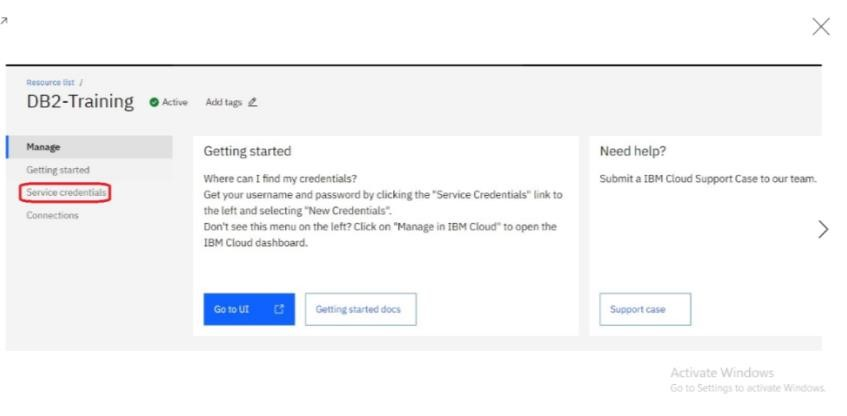 Resource list /
DB2-Training
Active
Add tags
Manage
Getting started
Service credentials
Connections
Getting started
Where can I find my credentials?
Get your username and password by clicking the "Service Credentials" link to
the left and selecting "New Credentials".
Don't see this menu on the left? Click on "Manage in IBM Cloud" to open the
IBM Cloud dashboard.
Go to UI
Getting started docs
Need help?
Submit a IBM Cloud Support Case to our team.
Support case
Activate Windows
Go to Settings to activate Windows.